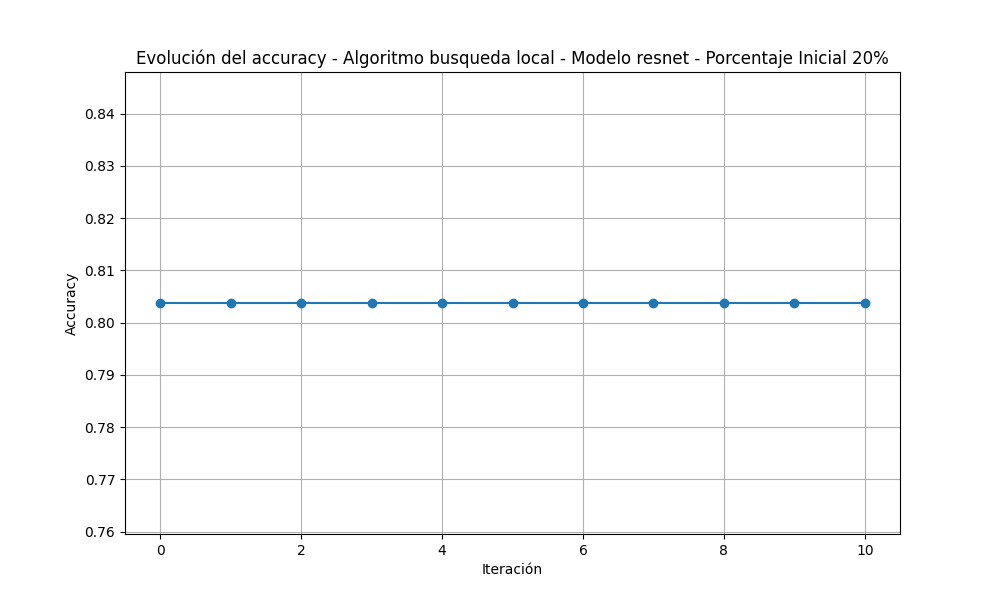 Evolución del accuracy - Algoritmo busqueda local - Modelo resnet - Porcentaje Inicial 20%
0.84
0.83
0.82
0.81
0.80
0.79
0.78
0.77
0.76
Accuracy
0 2 4 6 8 10
Iteración